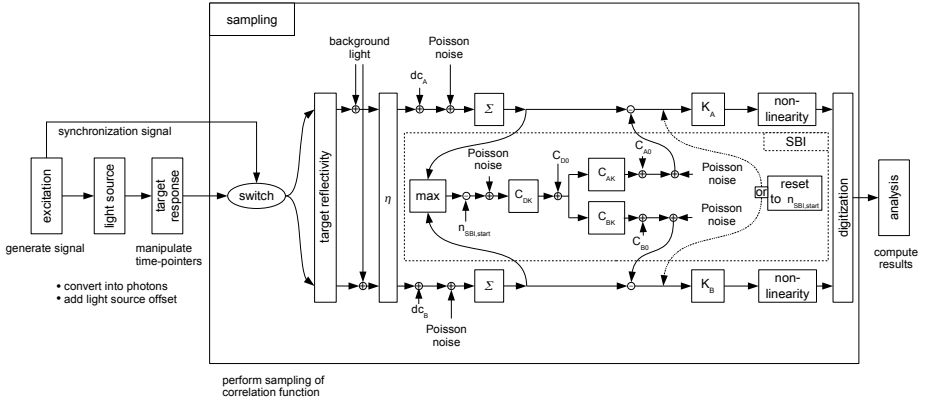 sampling
background
light
Poisson
noise
dc_A
Σ
K_A
non-
linearity
synchronization signal
SBI
excitation
light source
target
response
switch
target reflectivity
η
max
Poisson
noise
n_SBI,start
C_DK
C_D0
C_AK
C_A0
Poisson
noise
C_BK
C_B0
Poisson
noise
or
reset
to n_SBI,start
digitization
analysis
generate signal
manipulate
time-pointers
compute
results
• convert into photons
• add light source offset
dc_B
Poisson
noise
Σ
K_B
non-
linearity
perform sampling of
correlation function